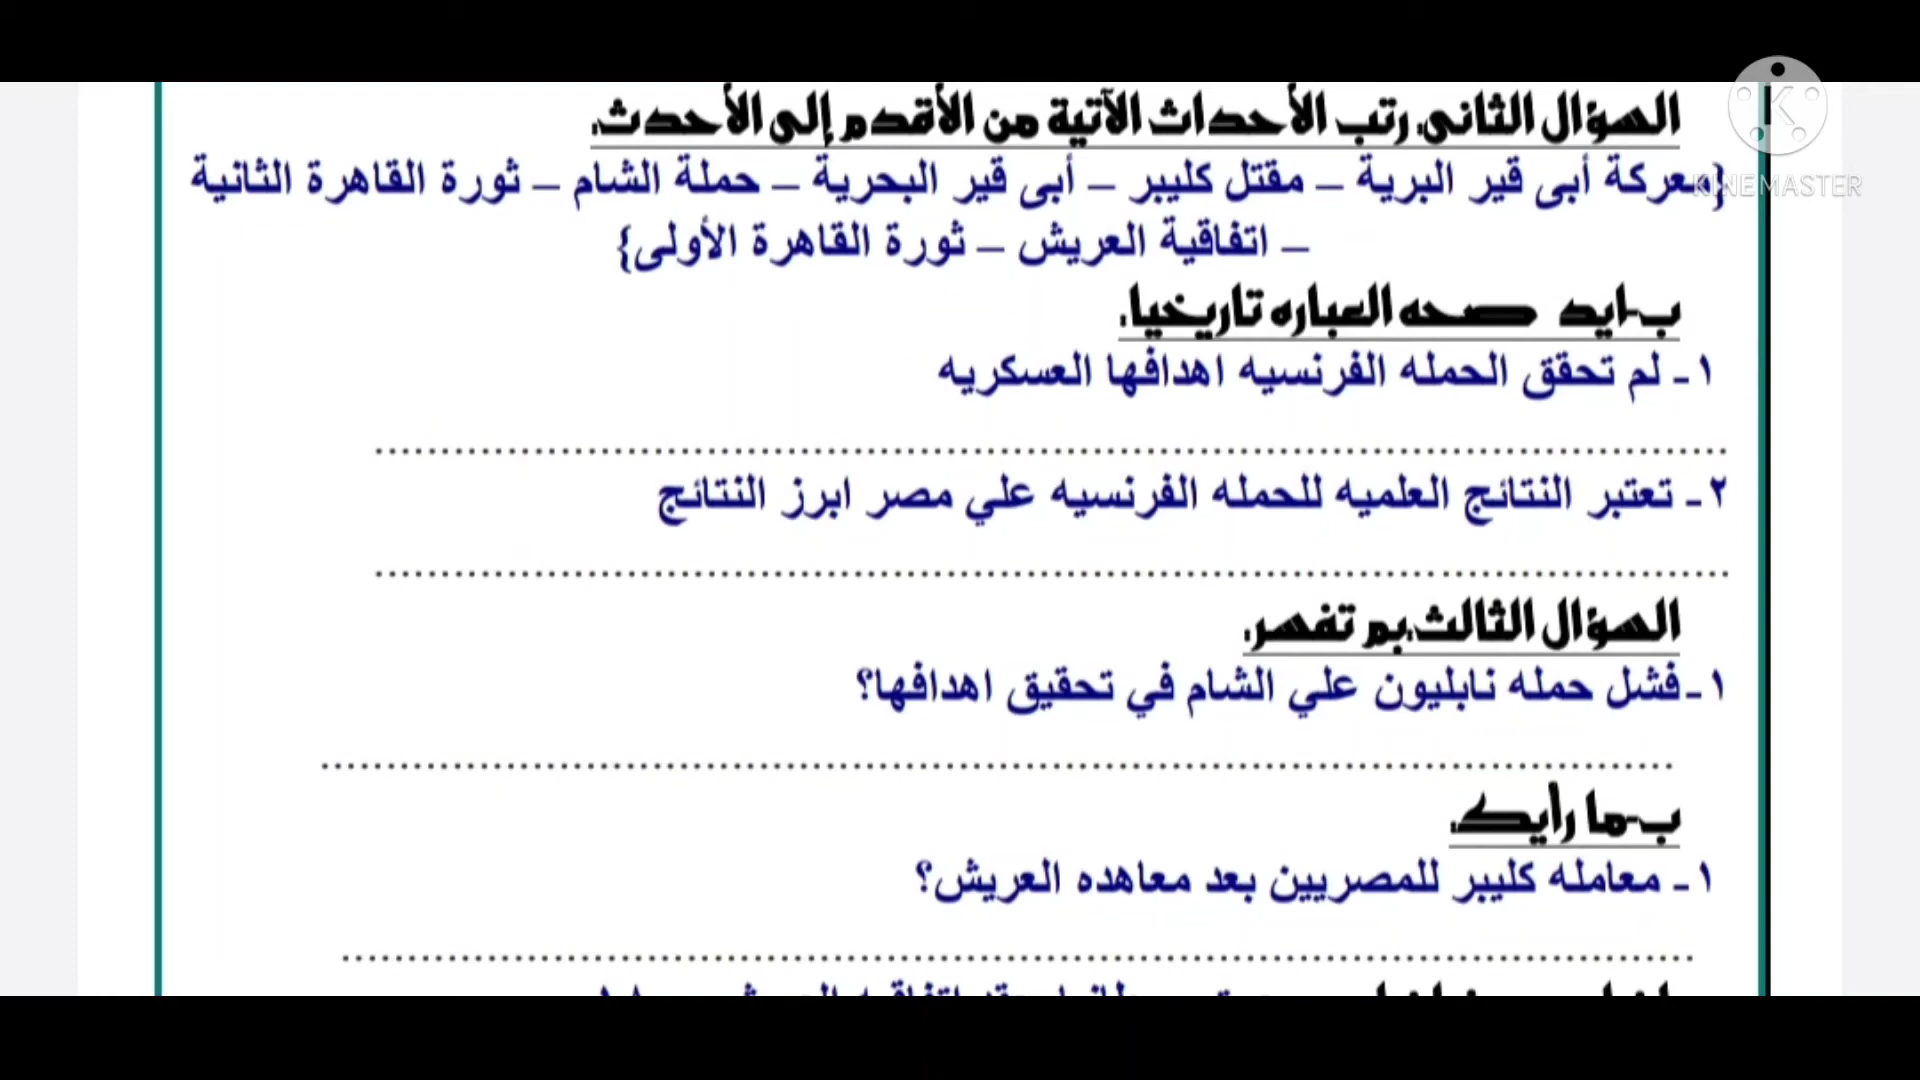 السؤال الثانى: رتب الأحداث الآتية من الأقدم إلى الأحدث:
{معركة أبى قير البرية – مقتل كليبر – أبى قير البحرية – حملة الشام – ثورة القاهرة الثانية
– اتفاقية العريش – ثورة القاهرة الأولى}
ب-ايد صحه العباره تاريخيا:
١- لم تحقق الحمله الفرنسيه اهدافها العسكريه
٢- تعتبر النتائج العلميه للحمله الفرنسيه علي مصر ابرز النتائج
السؤال الثالث:بم تفسر:
١-فشل حمله نابليون علي الشام في تحقيق اهدافها؟
ب-ما رأيك:
١- معامله كليبر للمصريين بعد معاهده العريش؟
K
KINEMASTER